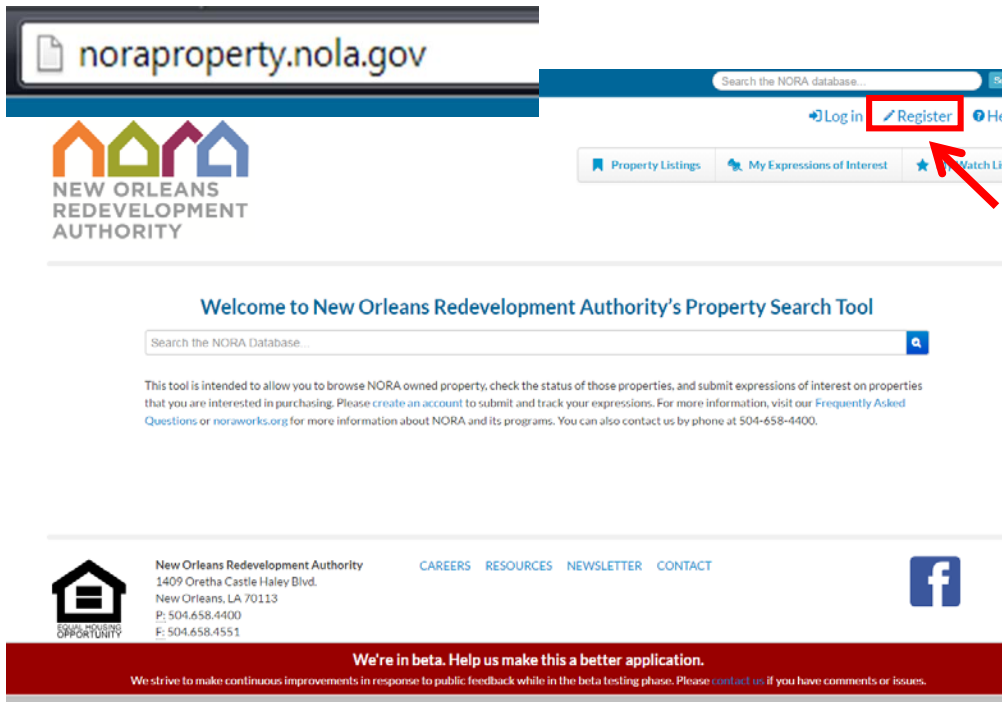 noraproperty.nola.gov
Search the NORA database...
Log in Register
Property Listings My Expressions of Interest Watch
NORA
NEW ORLEANS
REDEVELOPMENT
AUTHORITY
Welcome to New Orleans Redevelopment Authority's Property Search Tool
Search the NORA Database...
This tool is intended to allow you to browse NORA owned property, check the status of those properties, and submit expressions of interest on properties
that you are interested in purchasing. Please create an account to submit and track your expressions. For more information, visit our Frequently Asked
Questions or noraworks.org for more information about NORA and its programs. You can also contact us by phone at 504-658-4400.
New Orleans Redevelopment Authority
1409 Oretha Castle Haley Blvd.
New Orleans, LA 70113
P: 504.658.4400
F: 504.658.4551
CAREERS RESOURCES NEWSLETTER CONTACT
EQUAL HOUSING
OPPORTUNITY
f
We're in beta. Help us make this a better application.
We strive to make continuous improvements in response to public feedback while in the beta testing phase. Please contact us if you have comments or issues.